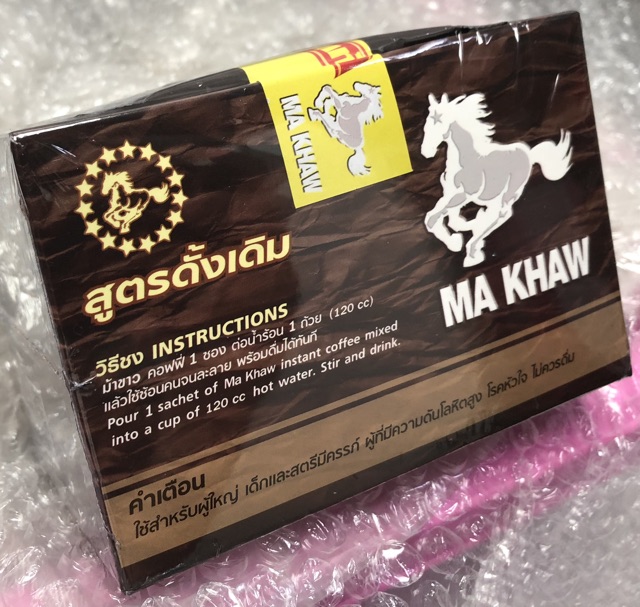 MA KHAW
MA KHAW
สูตรดั้งเดิม
วิธีชง INSTRUCTIONS
ม้าขาว คอฟฟี่ 1 ซอง ต่อน้ำร้อน 1 ถ้วย (120 cc)
แล้วใช้ช้อนคนจนละลาย พร้อมดื่มได้ทันที
Pour 1 sachet of Ma Khaw instant coffee mixed
into a cup of 120 cc hot water. Stir and drink.
คำเตือน
ใช้สำหรับผู้ใหญ่ เด็กและสตรีมีครรภ์ ผู้ที่มีความดันโลหิตสูง โรคหัวใจ ไม่ควรดื่ม